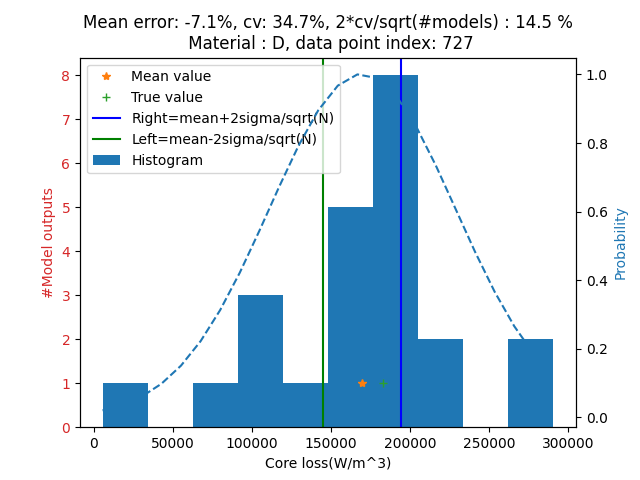 Mean error: -7.1%, cv: 34.7%, 2*cv/sqrt(#models) : 14.5 %
Material : D, data point index: 727
Mean value
True value
Right=mean+2sigma/sqrt(N)
Left=mean-2sigma/sqrt(N)
Histogram
#Model outputs
8
7
6
5
4
3
2
1
0
1.0
0.8
0.6
0.4
0.2
0.0
Probability
0
50000
100000
150000
200000
250000
300000
Core loss(W/m^3)